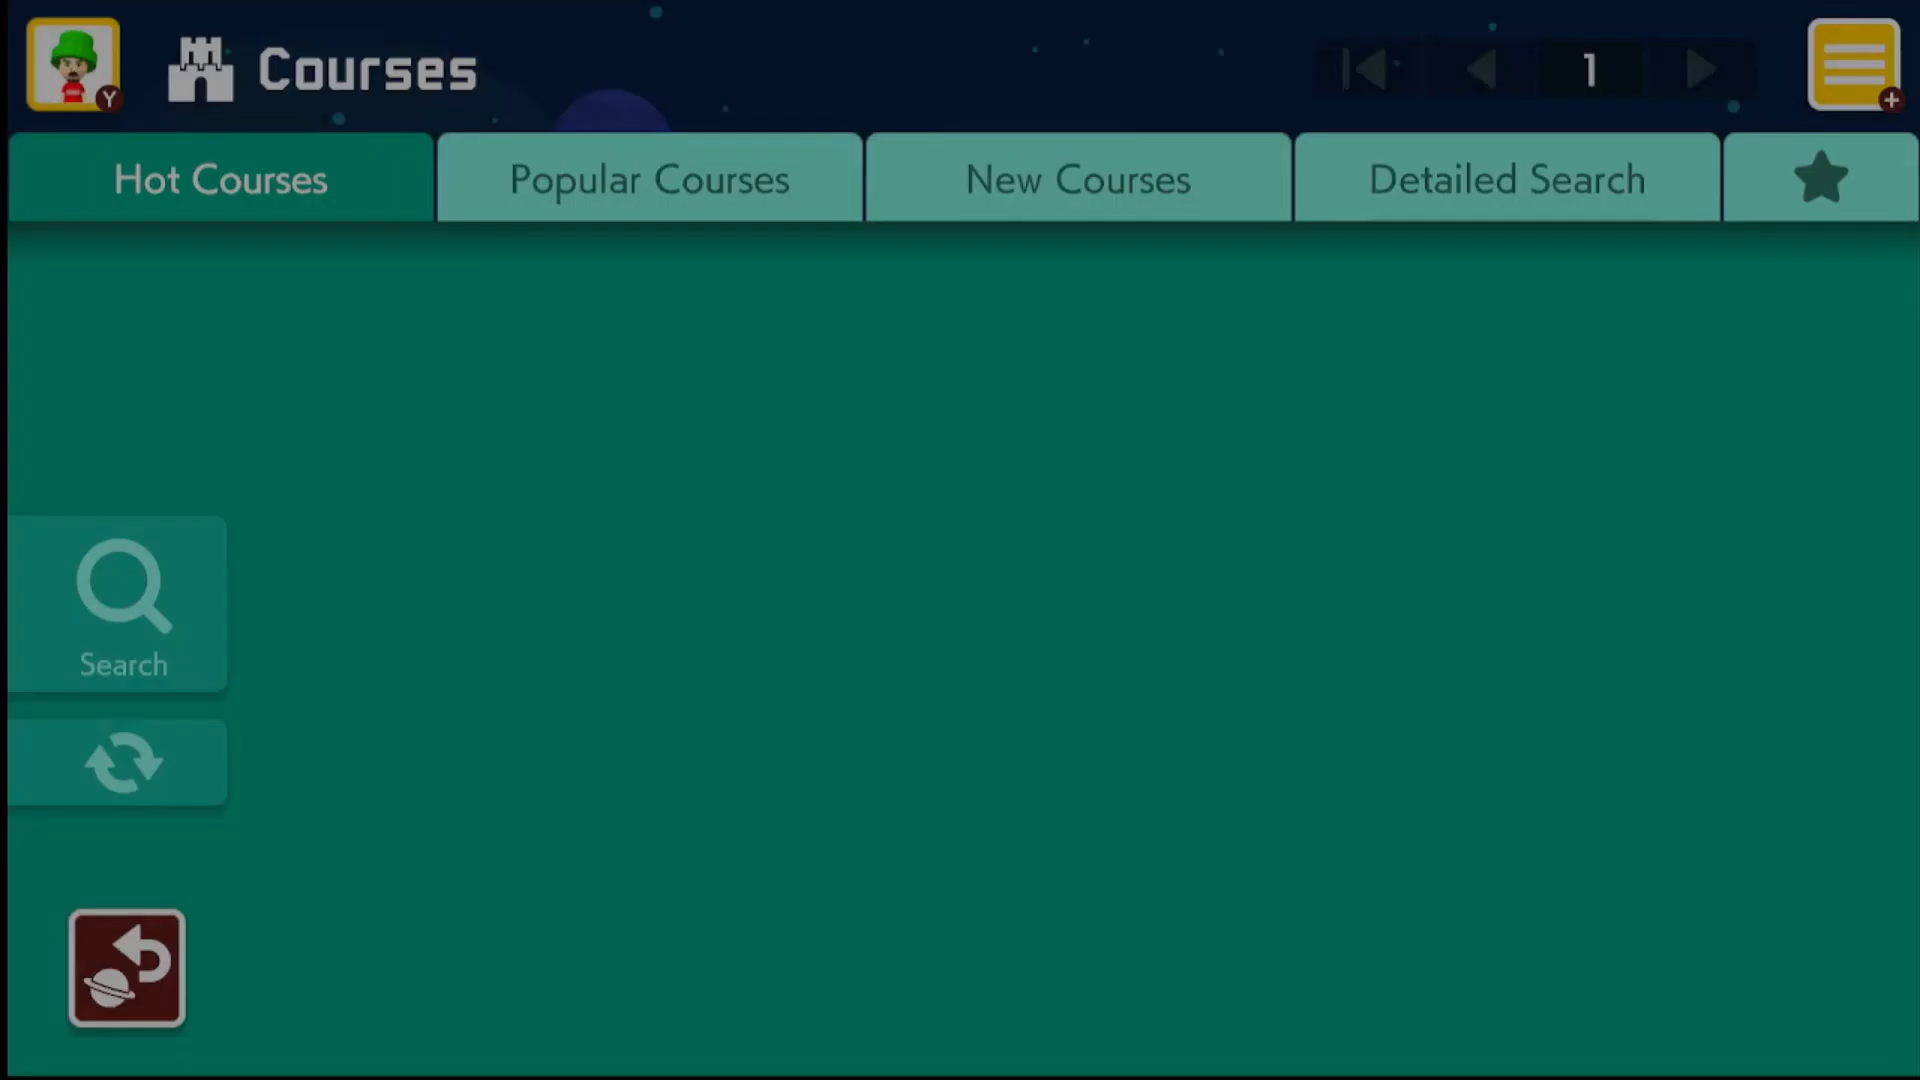 Y
Courses
1
+
Hot Courses
Popular Courses
New Courses
Detailed Search
Search